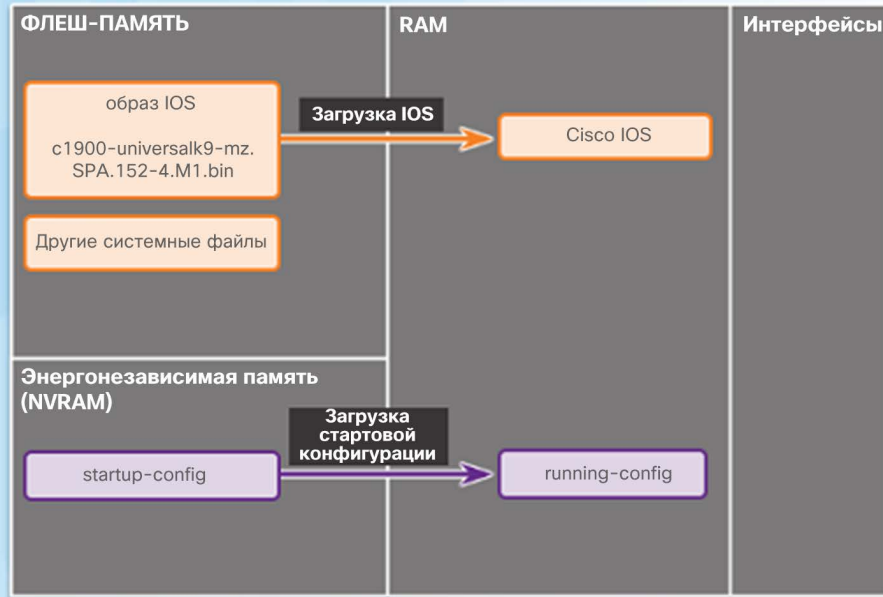 ФЛЕШ-ПАМЯТЬ
образ IOS
c1900-universalk9-mz.
SPA.152-4.M1.bin
Другие системные файлы
Загрузка IOS
RAM
Cisco IOS
Интерфейсы
Энергонезависимая память
(NVRAM)
startup-config
Загрузка
стартовой
конфигурации
running-config